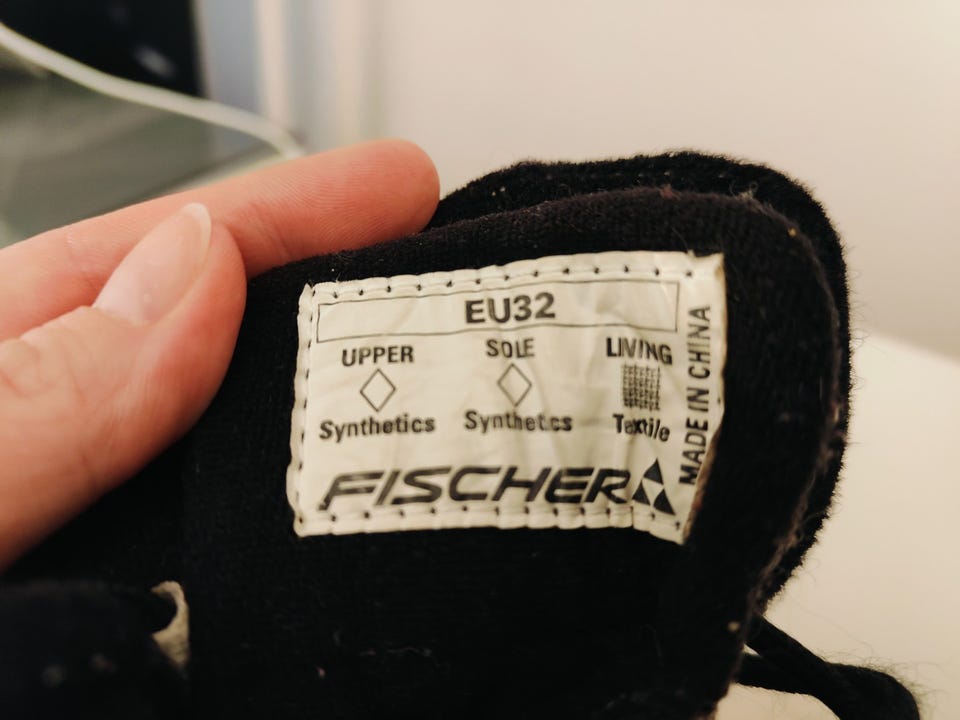 EU32
UPPER SOLE LIVING
Synthetics Synthetics Textile
FISCHER
MADE IN CHINA